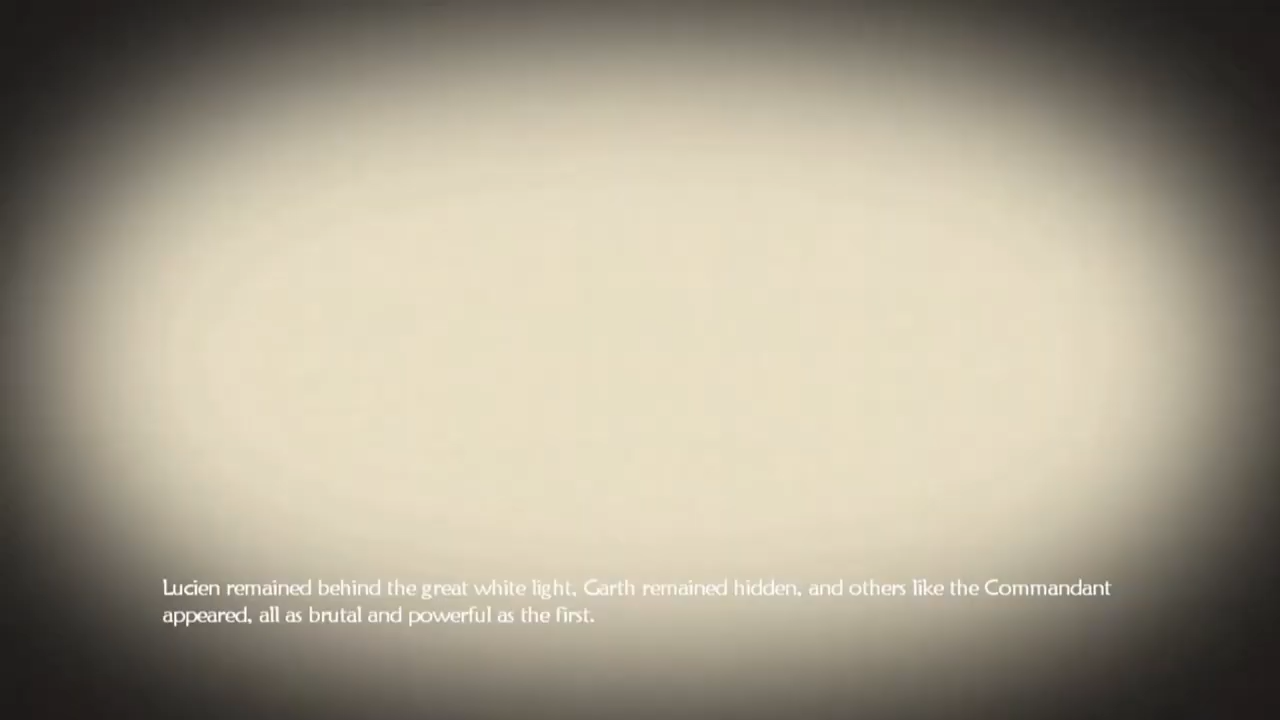 Lucien remained behind the great white light, Garth remained hidden, and others like the Commandant
appeared, all as brutal and powerful as the first.